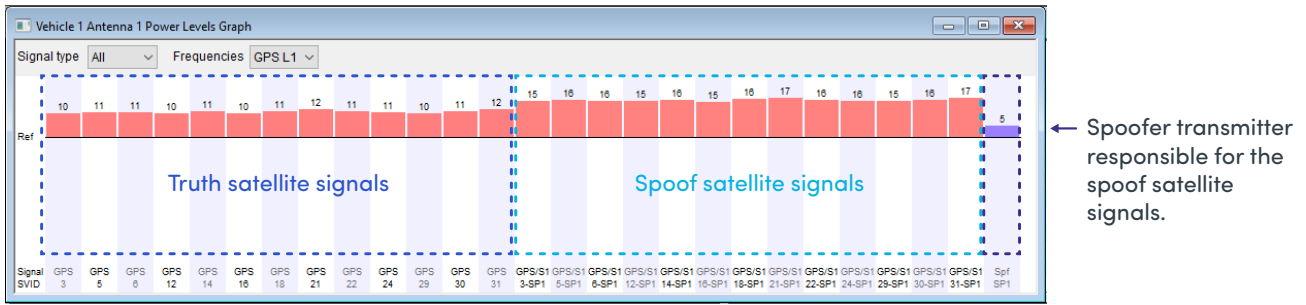 Vehicle 1 Antenna 1 Power Levels Graph
Signal type All Frequencies GPS L1
10 11 11 10 11 10 11 12 11 11 10 11 12 15 16 16 15 16 15 16 17 16 16 15 16 17 5
Ref
Truth satellite signals
Spoof satellite signals
Spoofer transmitter
responsible for the
spoof satellite
signals.
Signal GPS GPS GPS GPS GPS GPS GPS GPS GPS GPS GPS GPS GPS GPS/S1 GPS/S1 GPS/S1 GPS/S1 GPS/S1 GPS/S1 GPS/S1 GPS/S1 GPS/S1 GPS/S1 GPS/S1 GPS/S1 GPS/S1 Spf
SVID 3 5 6 12 14 16 18 21 22 24 29 30 31 3-SP1 5-SP1 6-SP1 12-SP1 14-SP1 16-SP1 18-SP1 21-SP1 22-SP1 24-SP1 29-SP1 30-SP1 31-SP1 SP1